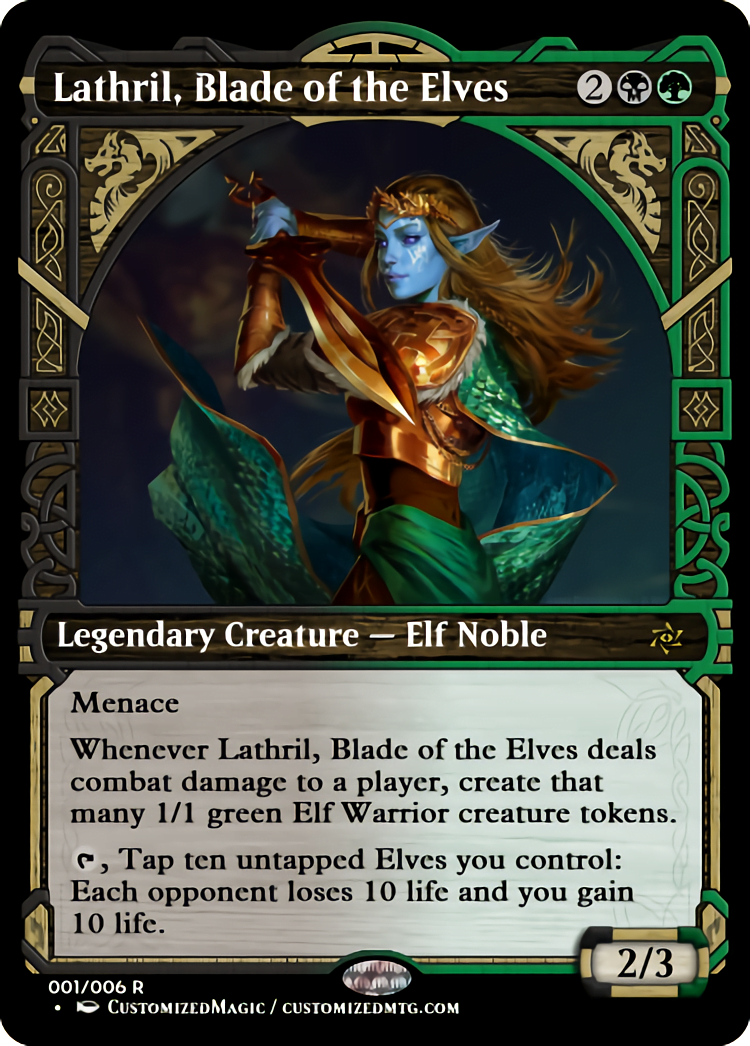 Lathril, Blade of the Elves 2
Legendary Creature — Elf Noble
Menace
Whenever Lathril, Blade of the Elves deals
combat damage to a player, create that
many 1/1 green Elf Warrior creature tokens.
, Tap ten untapped Elves you control:
Each opponent loses 10 life and you gain
10 life.
2/3
001/006 R
• CustomizedMagic / customizedmtg.com